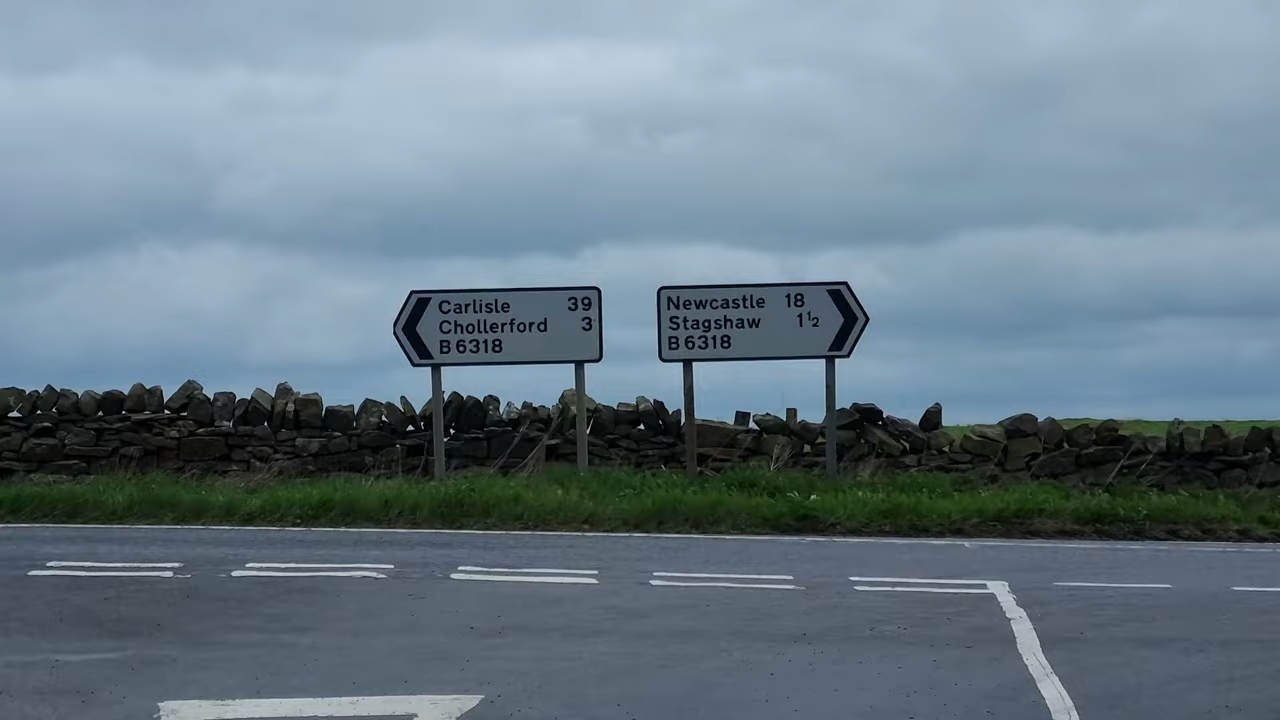 Carlisle 39
Chollerford 3
B6318
Newcastle 18
Stagshaw 1½
B6318